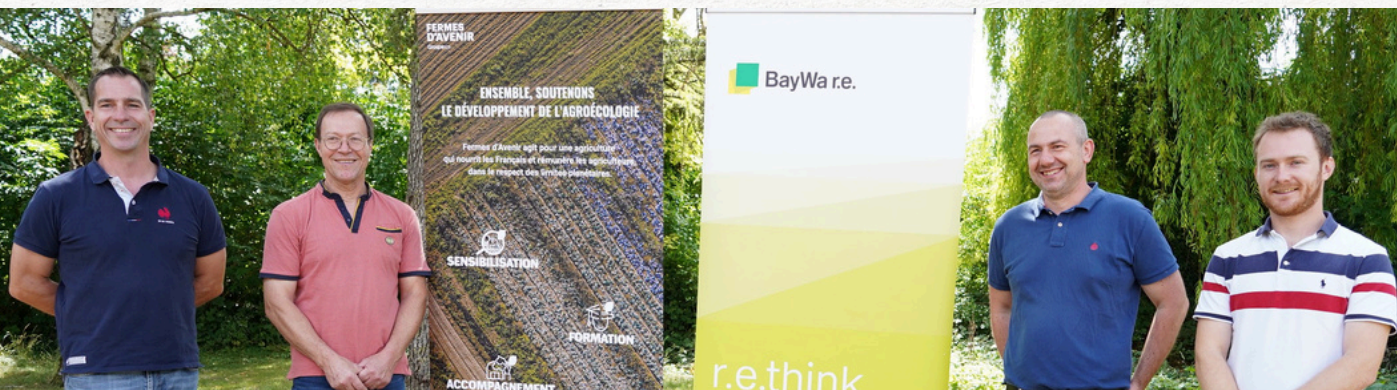 FERMES
D'AVENIR
ENSEMBLE, SOUTENONS
LE DÉVELOPPEMENT DE L'AGROÉCOLOGIE
Fermes d'Avenir agit pour une agriculture
qui nourrit les Français et rémunère les agriculteurs,
dans le respect des limites planétaires.
SENSIBILISATION
FORMATION
ACCOMPAGNEMENT
BayWa r.e.
r.e.think